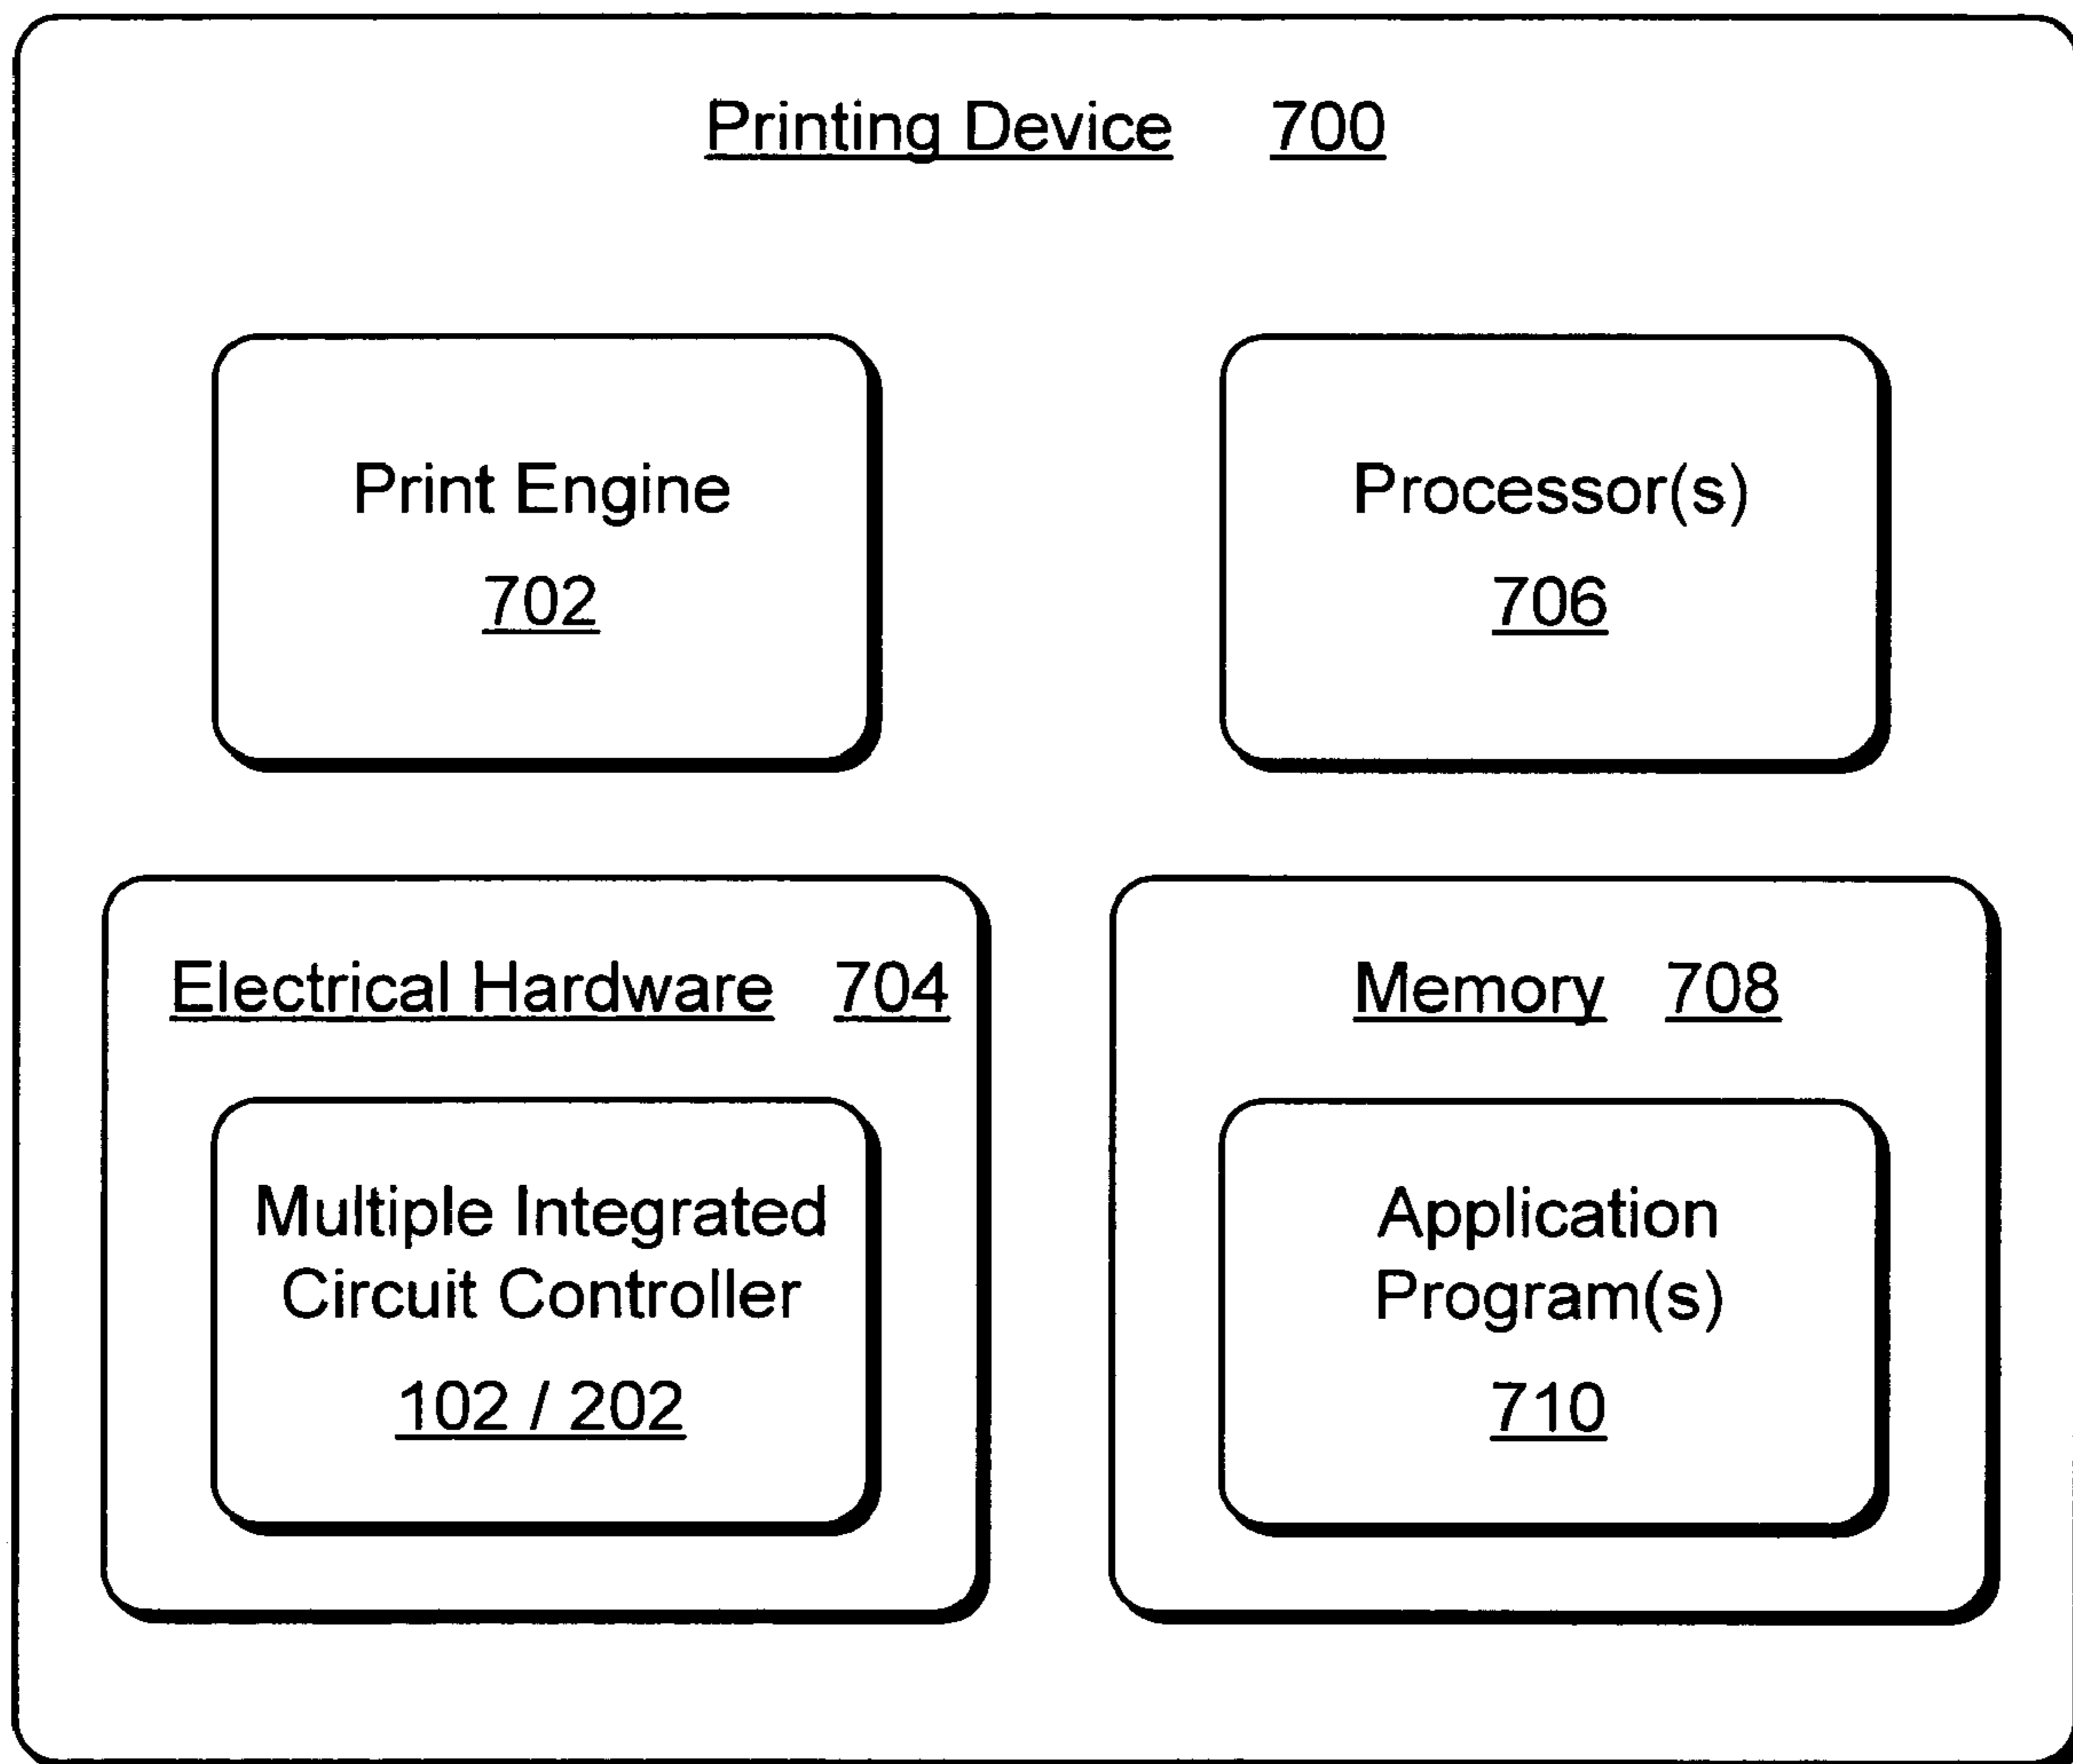 Printing Device 700
Print Engine
702
Processor(s)
706
Electrical Hardware 704
Multiple Integrated
Circuit Controller
102 / 202
Memory 708
Application
Program(s)
710